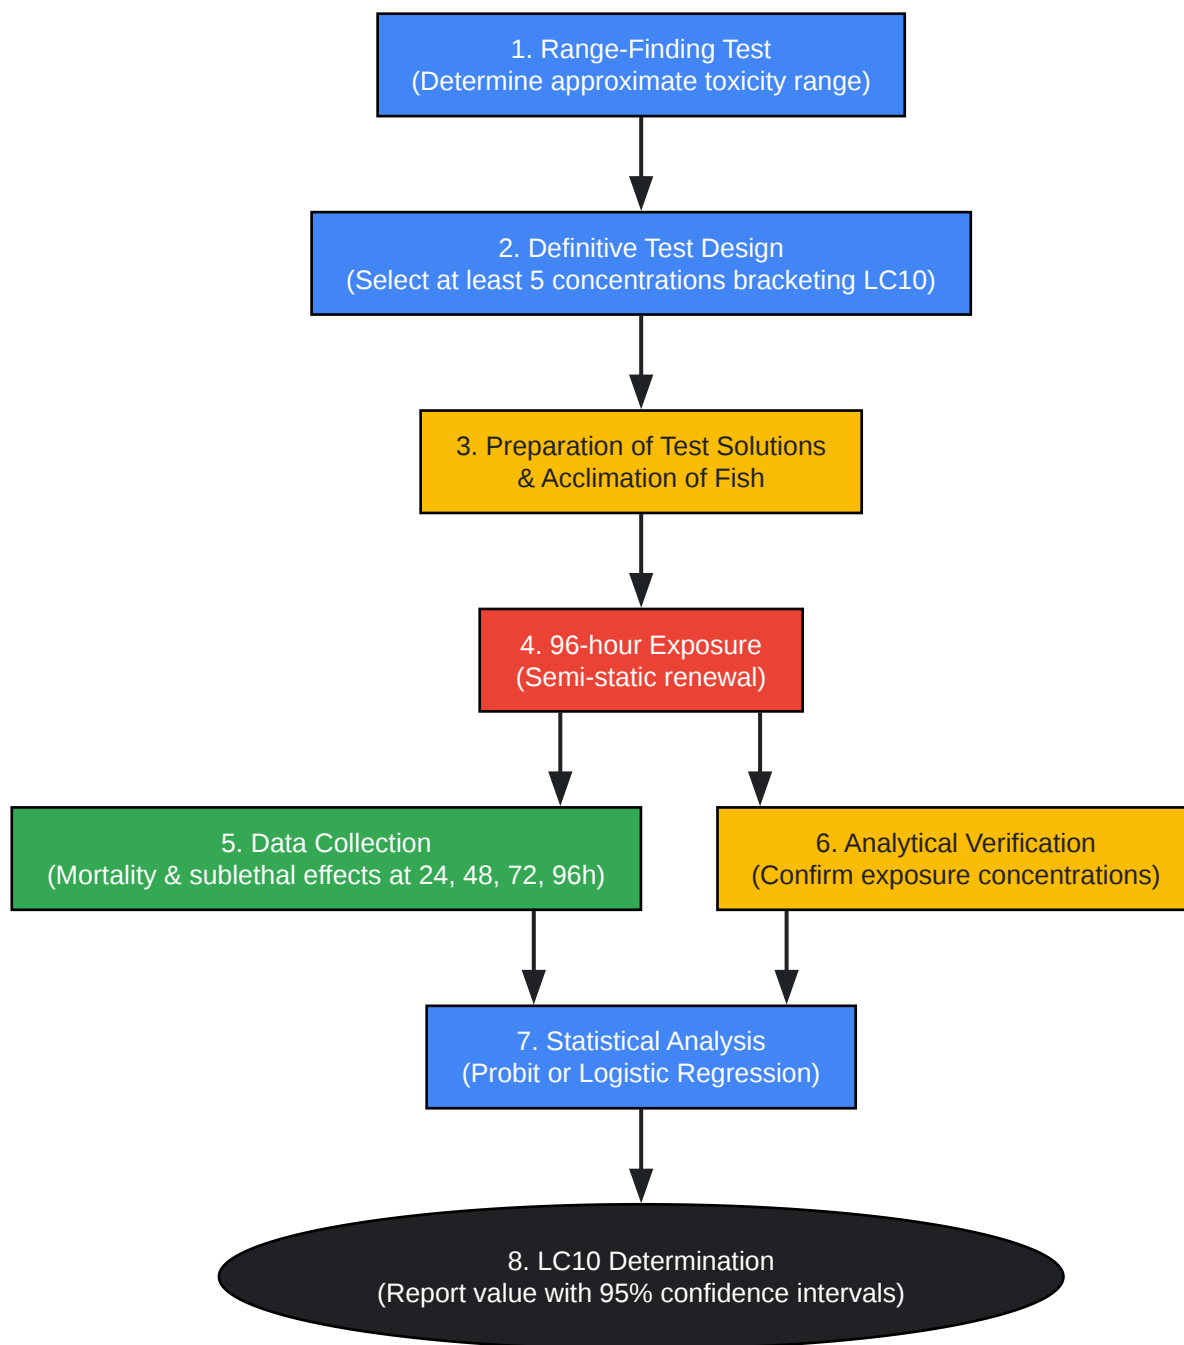 1. Range-Finding Test
(Determine approximate toxicity range)
2. Definitive Test Design
(Select at least 5 concentrations bracketing LC10)
3. Preparation of Test Solutions
& Acclimation of Fish
4. 96-hour Exposure
(Semi-static renewal)
5. Data Collection
(Mortality & sublethal effects at 24, 48, 72, 96h)
6. Analytical Verification
(Confirm exposure concentrations)
7. Statistical Analysis
(Probit or Logistic Regression)
8. LC10 Determination
(Report value with 95% confidence intervals)